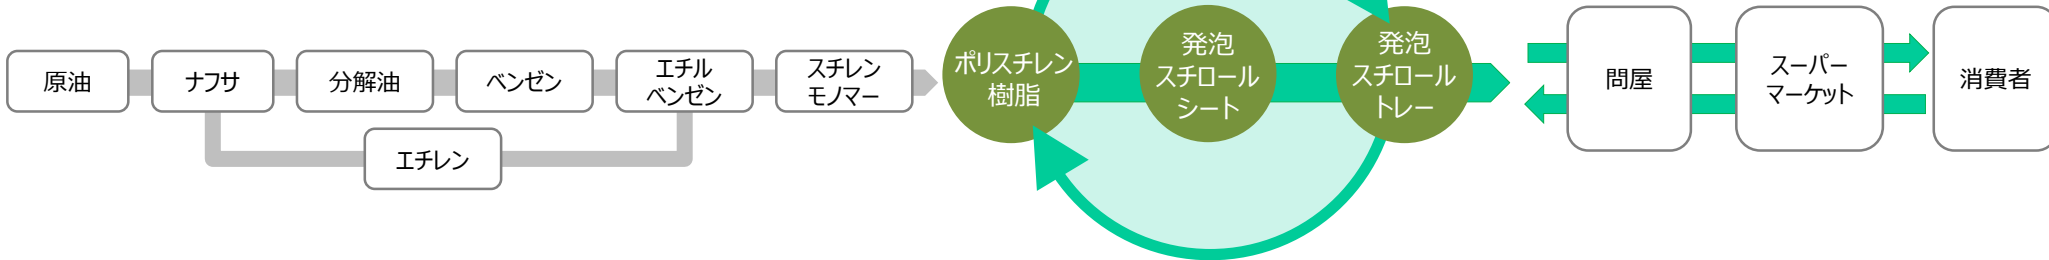 原油
ナフサ
分解油
ベンゼン
エチル
ベンゼン
スチレン
モノマー
エチレン
ポリスチレン
樹脂
発泡
スチロール
シート
発泡
スチロール
トレー
問屋
スーパー
マーケット
消費者